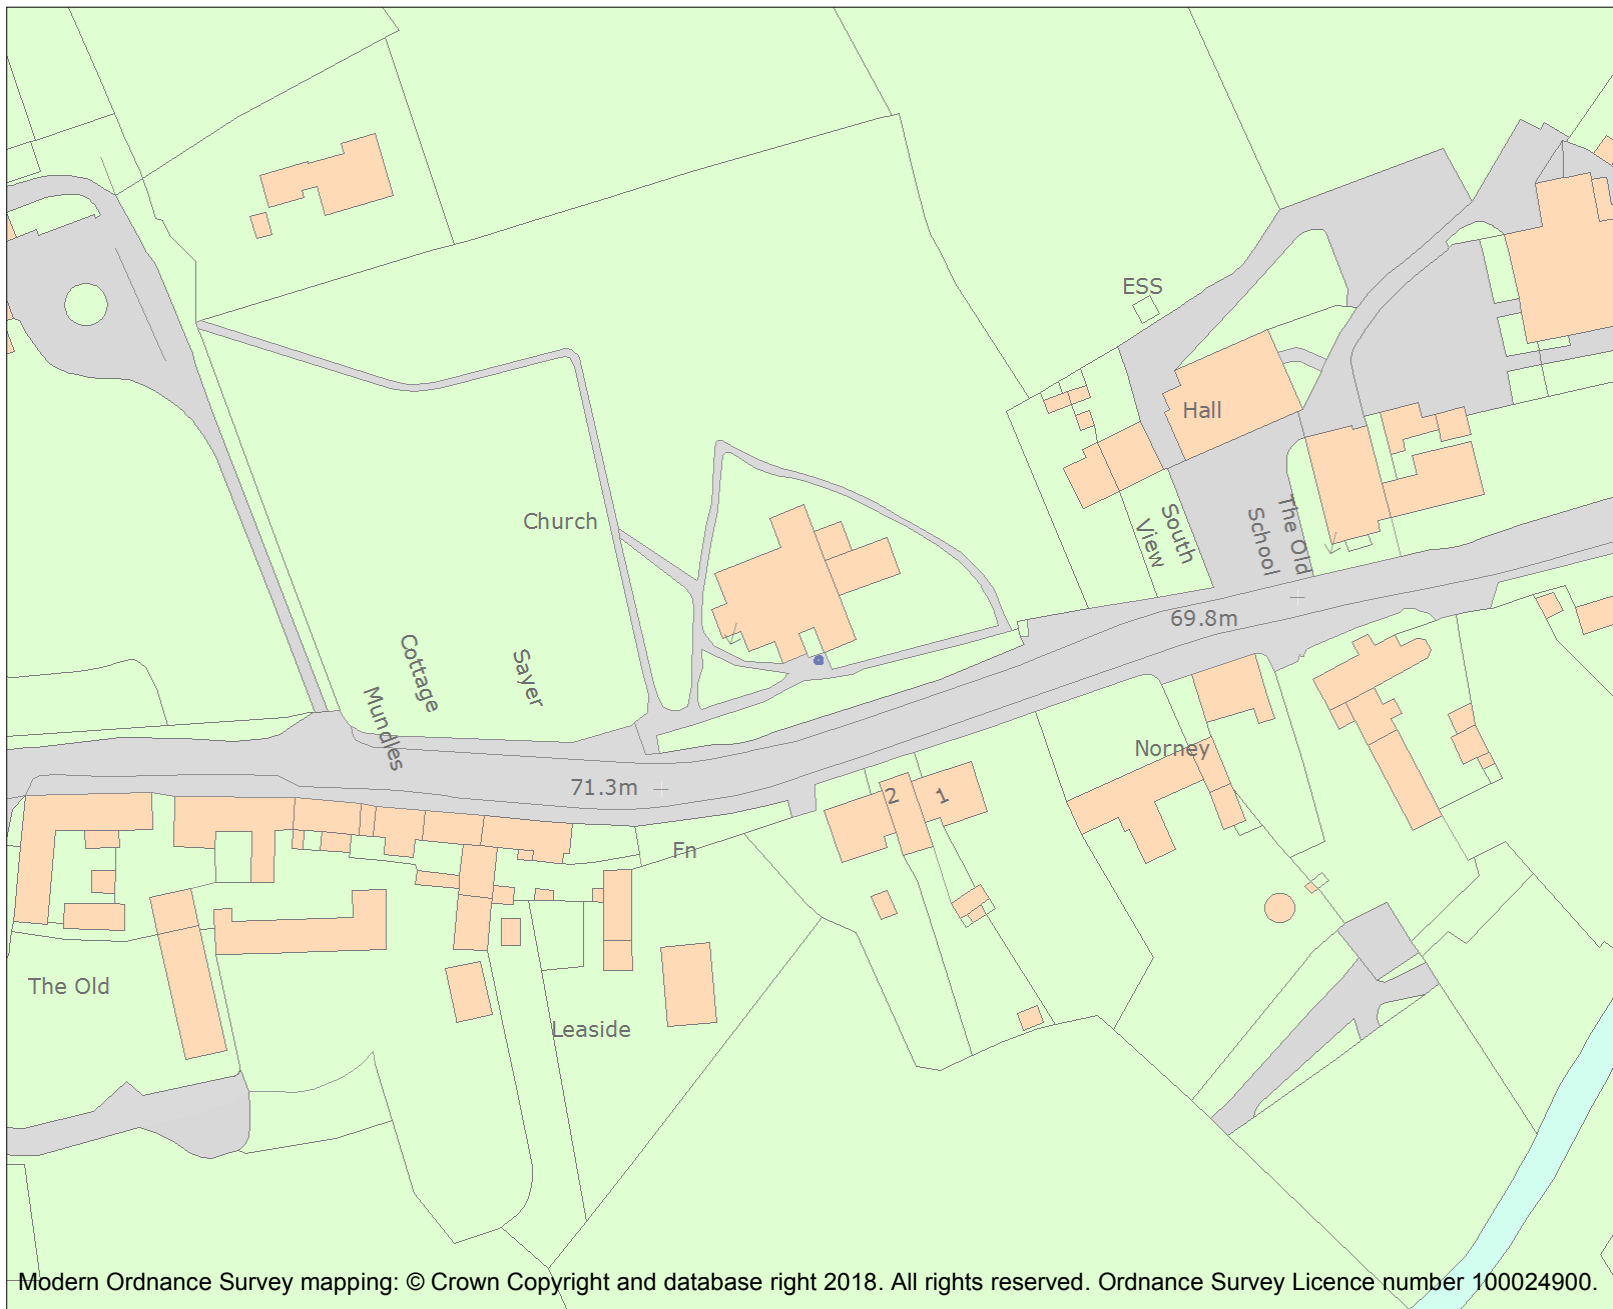 ESS
Hall
Church
South
View
The Old
School
69.8m
Cottage
Sayer
Mundles
Norney
71.3m
2
1
Fn
The Old
Leaside
Modern Ordnance Survey mapping: © Crown Copyright and database right 2018. All rights reserved. Ordnance Survey Licence number 100024900.